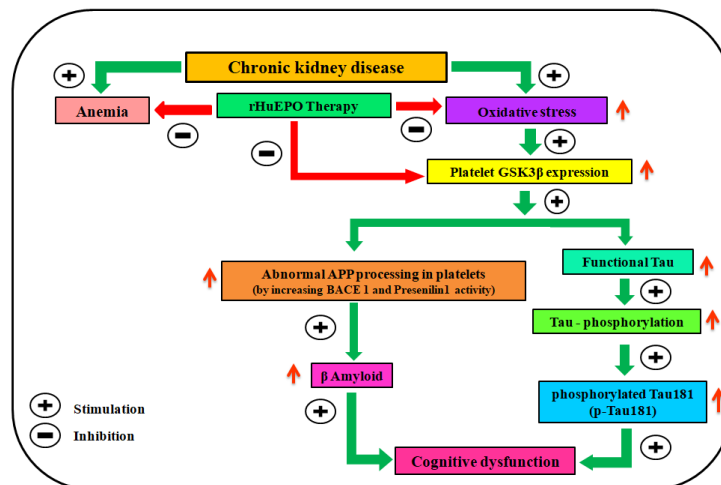 Chronic kidney disease
Anemia
rHuEPO Therapy
Oxidative stress
Platelet GSK3β expression
Abnormal APP processing in platelets
(by increasing BACE 1 and Presenilin1 activity)
Functional Tau
Tau - phosphorylation
β Amyloid
phosphorylated Tau181
(p-Tau181)
Stimulation
Inhibition
Cognitive dysfunction